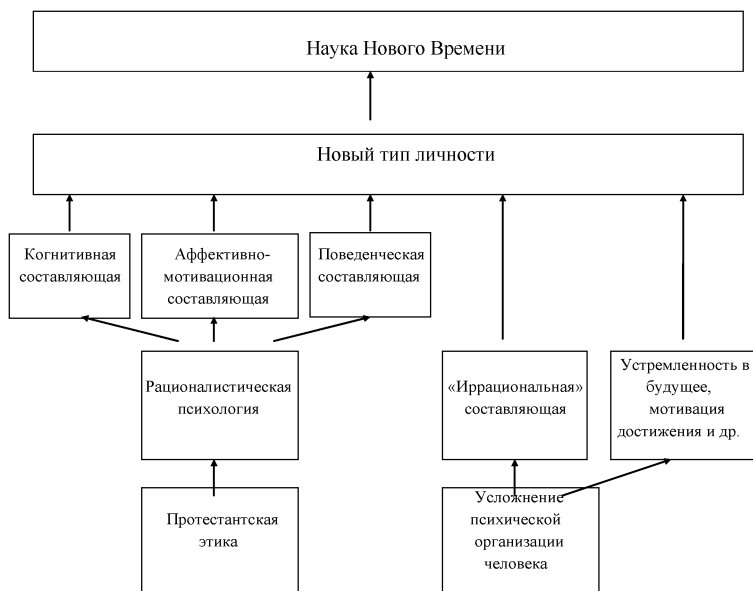 Наука Нового Времени
Новый тип личности
Когнитивная
составляющая
Аффективно-
мотивационная
составляющая
Поведенческая
составляющая
Рационалистическая
психология
«Иррациональная»
составляющая
Устремленность в
будущее,
мотивация
достижения и др.
Протестантская
этика
Усложнение
психической
организации
человека